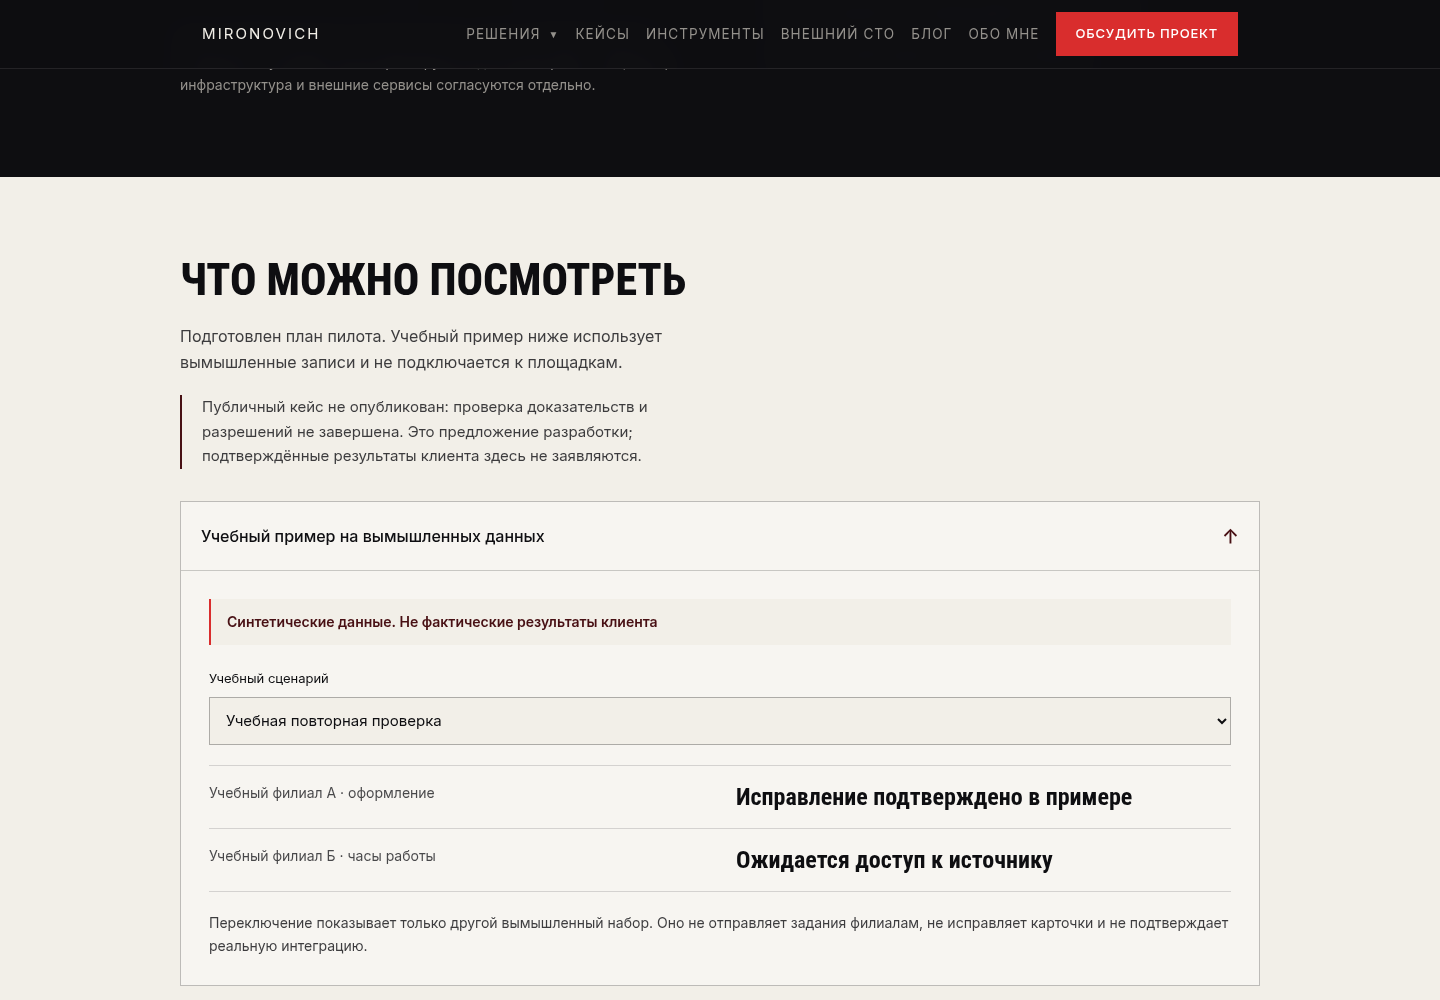 MIRONOVICH
РЕШЕНИЯ ▾ КЕЙСЫ ИНСТРУМЕНТЫ ВНЕШНИЙ CTO БЛОГ ОБО МНЕ ОБСУДИТЬ ПРОЕКТ
инфраструктура и внешние сервисы согласуются отдельно.
ЧТО МОЖНО ПОСМОТРЕТЬ
Подготовлен план пилота. Учебный пример ниже использует
вымышленные записи и не подключается к площадкам.
Публичный кейс не опубликован: проверка доказательств и
разрешений не завершена. Это предложение разработки;
подтверждённые результаты клиента здесь не заявляются.
Учебный пример на вымышленных данных
Синтетические данные. Не фактические результаты клиента
Учебный сценарий
Учебная повторная проверка
Учебный филиал А · оформление
Исправление подтверждено в примере
Учебный филиал Б · часы работы
Ожидается доступ к источнику
Переключение показывает только другой вымышленный набор. Оно не отправляет задания филиалам, не исправляет карточки и не подтверждает
реальную интеграцию.